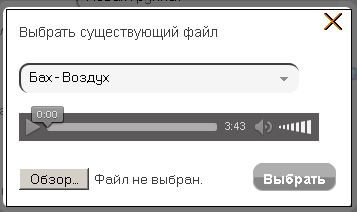 Выбрать существующий файл
Бах - Воздух
0:00
3:43
Обзор... Файл не выбран. Выбрать